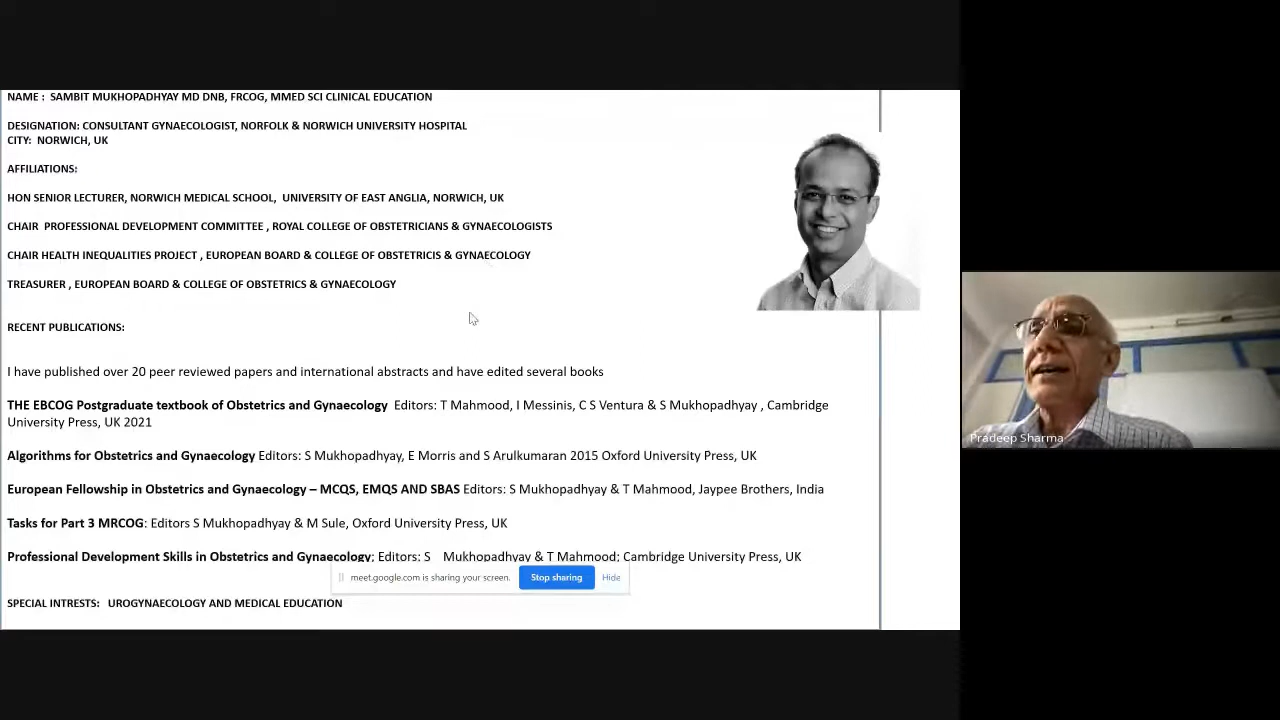 NAME : SAMBIT MUKHOPADHYAY MD DNB, FRCOG, MMED SCI CLINICAL EDUCATION
DESIGNATION: CONSULTANT GYNAECOLOGIST, NORFOLK & NORWICH UNIVERSITY HOSPITAL
CITY: NORWICH, UK
AFFILIATIONS:
HON SENIOR LECTURER, NORWICH MEDICAL SCHOOL, UNIVERSITY OF EAST ANGLIA, NORWICH, UK
CHAIR PROFESSIONAL DEVELOPMENT COMMITTEE , ROYAL COLLEGE OF OBSTETRICIANS & GYNAECOLOGISTS
CHAIR HEALTH INEQUALITIES PROJECT , EUROPEAN BOARD & COLLEGE OF OBSTETRICIS & GYNAECOLOGY
TREASURER , EUROPEAN BOARD & COLLEGE OF OBSTETRICS & GYNAECOLOGY
RECENT PUBLICATIONS:
I have published over 20 peer reviewed papers and international abstracts and have edited several books
THE EBCOG Postgraduate textbook of Obstetrics and Gynaecology Editors: T Mahmood, I Messinis, C S Ventura & S Mukhopadhyay , Cambridge
University Press, UK 2021
Algorithms for Obstetrics and Gynaecology Editors: S Mukhopadhyay, E Morris and S Arulkumaran 2015 Oxford University Press, UK
European Fellowship in Obstetrics and Gynaecology – MCQS, EMQS AND SBAS Editors: S Mukhopadhyay & T Mahmood, Jaypee Brothers, India
Tasks for Part 3 MRCOG: Editors S Mukhopadhyay & M Sule, Oxford University Press, UK
Professional Development Skills in Obstetrics and Gynaecology; Editors: S Mukhopadhyay & T Mahmood; Cambridge University Press, UK
meet.google.com is sharing your screen. Stop sharing Hide
SPECIAL INTRESTS: UROGYNAECOLOGY AND MEDICAL EDUCATION
Pradeep Sharma